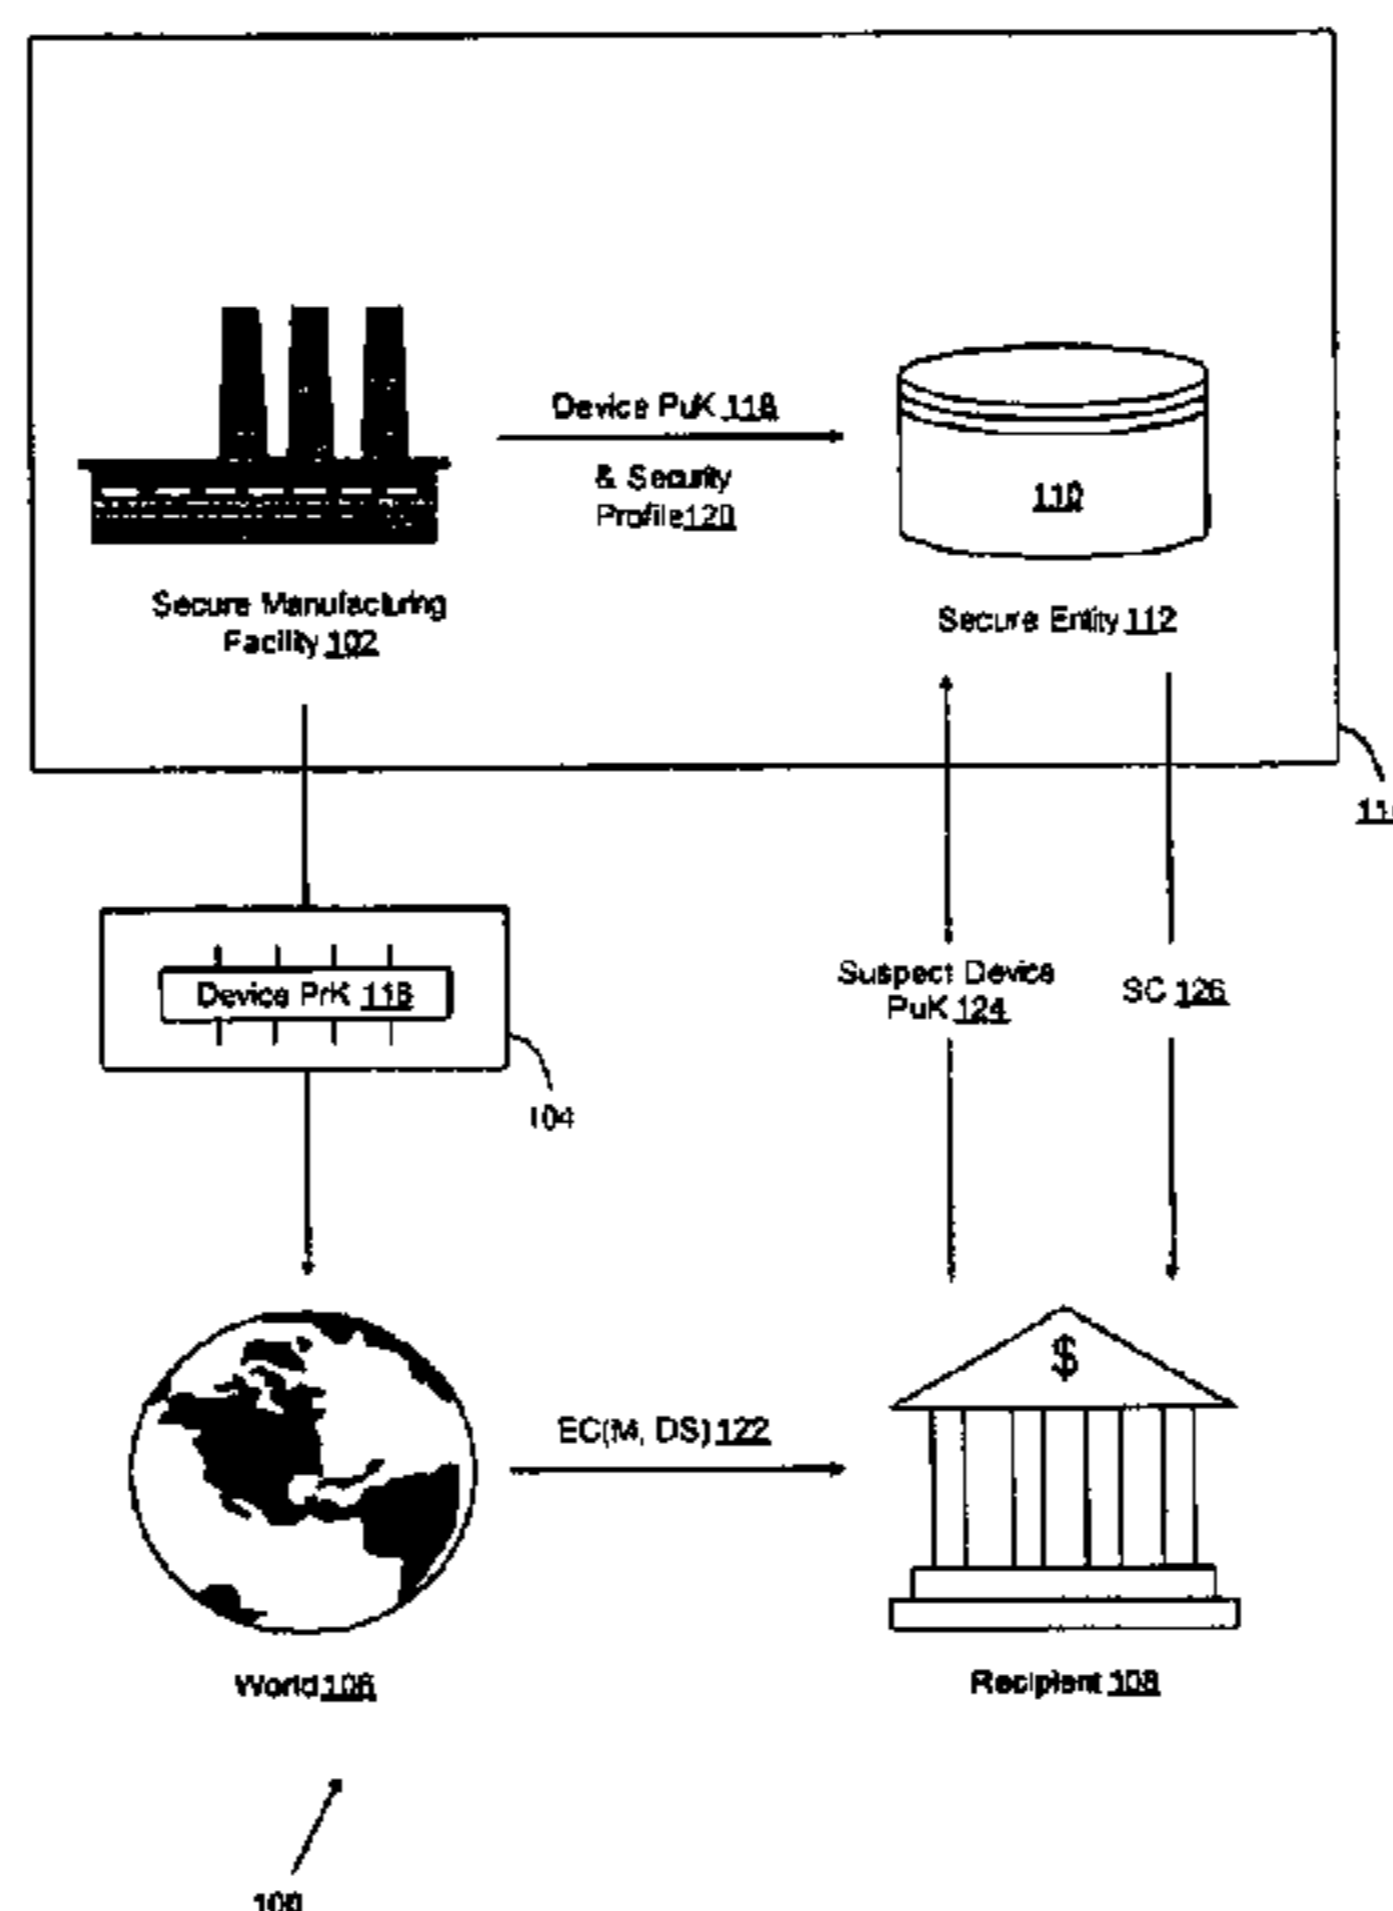 Device PuK 118
& Security
Profile 120
110
Secure Manufacturing
Facility 102
Secure Entity 112
Device PrK 116
Suspect Device
PuK 124
SC 126
104
$
EC(M, DS) 122
World 106
Recipient 108
100